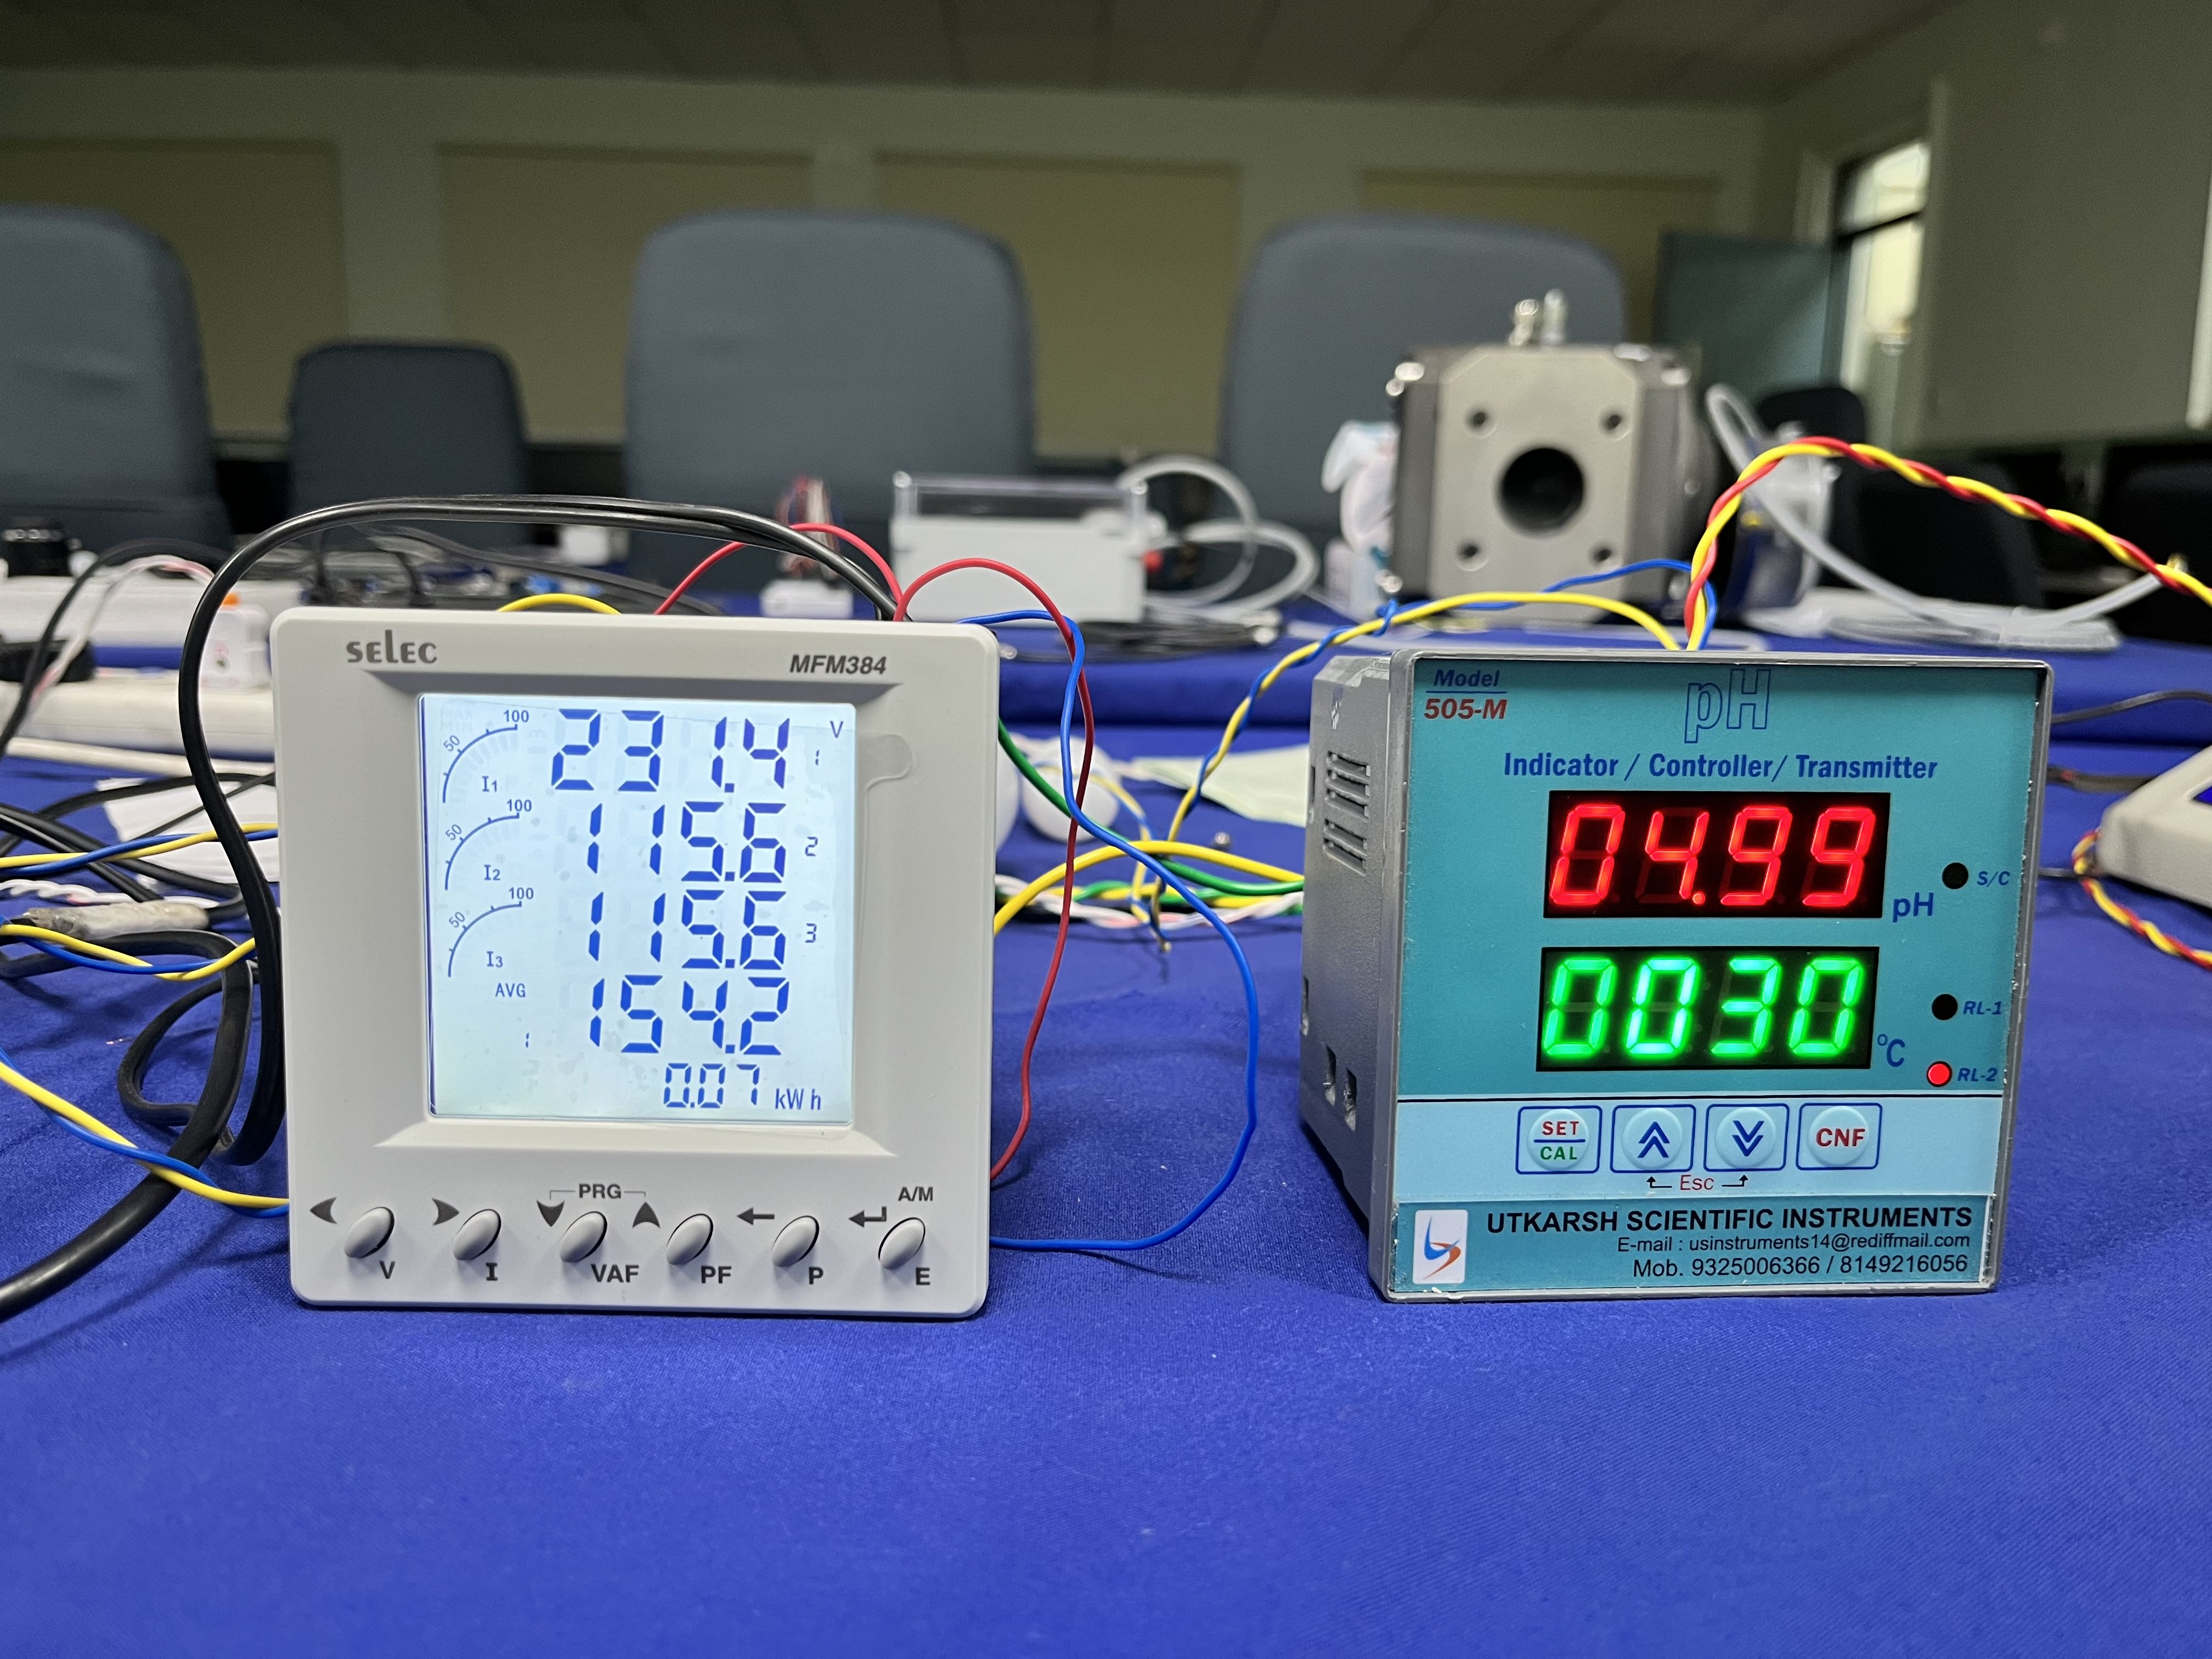 selec
MFM384
100
50
I1
231.4
V
1
100
50
I2
115.6
2
100
50
I3
115.6
3
AVG
154.2
1
0.07 kWh
PRG
A/M
V
I
VAF
PF
P
E
Model
505-M
pH
Indicator / Controller/ Transmitter
04.99
pH
S/C
0030
°C
RL-1
RL-2
SET
CAL
CNF
Esc
UTKARSH SCIENTIFIC INSTRUMENTS
E-mail : usinstruments14@rediffmail.com
Mob. 9325006366 / 8149216056